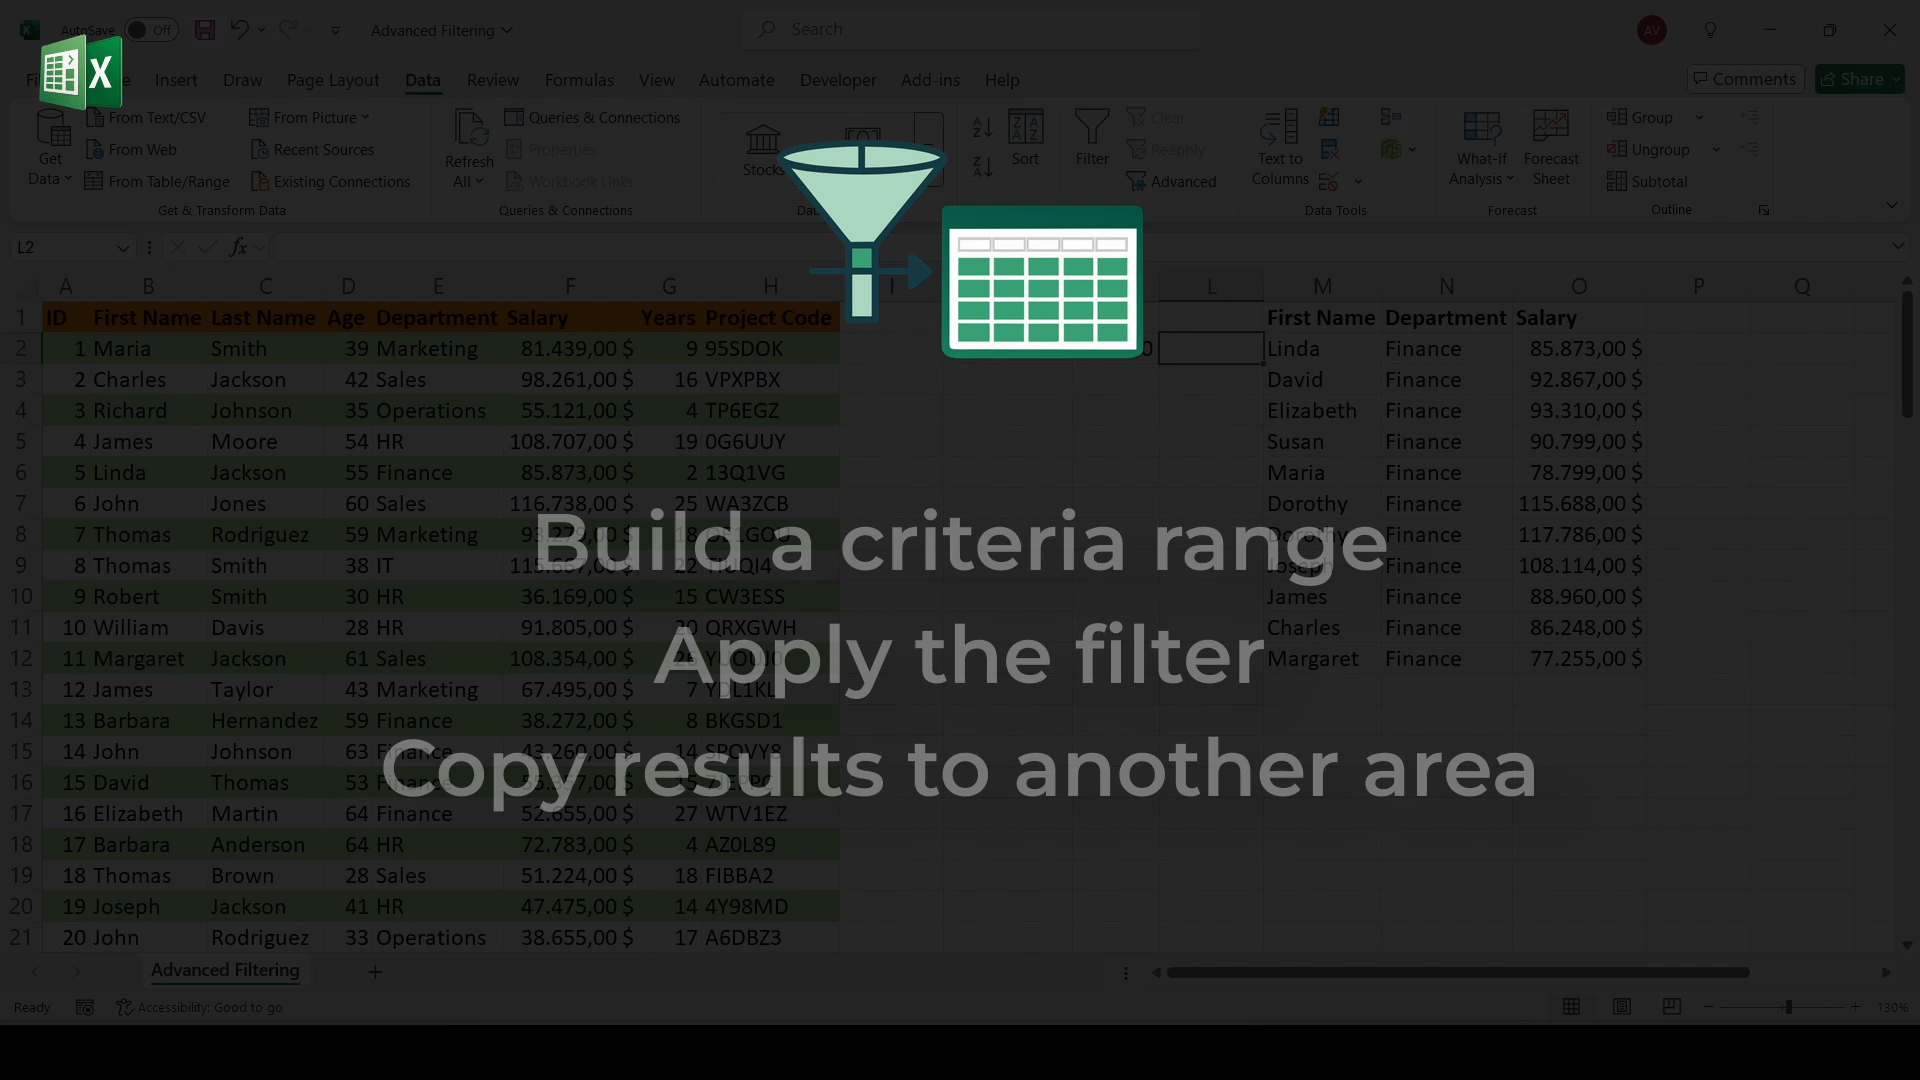 AutoSave Off Advanced Filtering Search AV
Insert Draw Page Layout Data Review Formulas View Automate Developer Add-ins Help Comments Share
Get Data From Text/CSV From Web From Table/Range From Picture Recent Sources Existing Connections
Get & Transform Data
Refresh All Queries & Connections Properties Workbook Links
Queries & Connections
Stocks
Sort Filter Clear Reapply Advanced
Text to Columns
Data Tools
What-If Analysis Forecast Sheet
Forecast
Group Ungroup Subtotal
Outline
L2 fx
A B C D E F G H I L M N O P Q
1 ID First Name Last Name Age Department Salary Years Project Code First Name Department Salary
2 1 Maria Smith 39 Marketing 81.439,00 $ 9 95SDOK Linda Finance 85.873,00 $
3 2 Charles Jackson 42 Sales 98.261,00 $ 16 VPXPBX David Finance 92.867,00 $
4 3 Richard Johnson 35 Operations 55.121,00 $ 4 TP6EGZ Elizabeth Finance 93.310,00 $
5 4 James Moore 54 HR 108.707,00 $ 19 0G6UUY Susan Finance 90.799,00 $
6 5 Linda Jackson 55 Finance 85.873,00 $ 2 13Q1VG Maria Finance 78.799,00 $
7 6 John Jones 60 Sales 116.738,00 $ 25 WA3ZCB Dorothy Finance 115.688,00 $
8 7 Thomas Rodriguez 59 Marketing 18 Dorothy Finance 117.786,00 $
Build a criteria range
9 8 Thomas Smith 38 IT 22 Joseph Finance 108.114,00 $
10 9 Robert Smith 30 HR 36.169,00 $ 15 CW3ESS James Finance 88.960,00 $
11 10 William Davis 28 HR 91.805,00 $ 20 QRXGWH Charles Finance 86.248,00 $
12 11 Margaret Jackson 61 Sales 108.354,00 $ 26 Margaret Finance 77.255,00 $
Apply the filter
13 12 James Taylor 43 Marketing 67.495,00 $ 7
14 13 Barbara Hernandez 59 Finance 38.272,00 $ 8 BKGSD1
15 14 John Johnson 63 Finance 43.260,00 $ 14
Copy results to another area
16 15 David Thomas 53 Finance
17 16 Elizabeth Martin 64 Finance 52.655,00 $ 27 WTV1EZ
18 17 Barbara Anderson 64 HR 72.783,00 $ 4 AZ0L89
19 18 Thomas Brown 28 Sales 51.224,00 $ 18 FIBBA2
20 19 Joseph Jackson 41 HR 47.475,00 $ 14 4Y98MD
21 20 John Rodriguez 33 Operations 38.655,00 $ 17 A6DBZ3
Advanced Filtering
Ready Accessibility: Good to go 130%